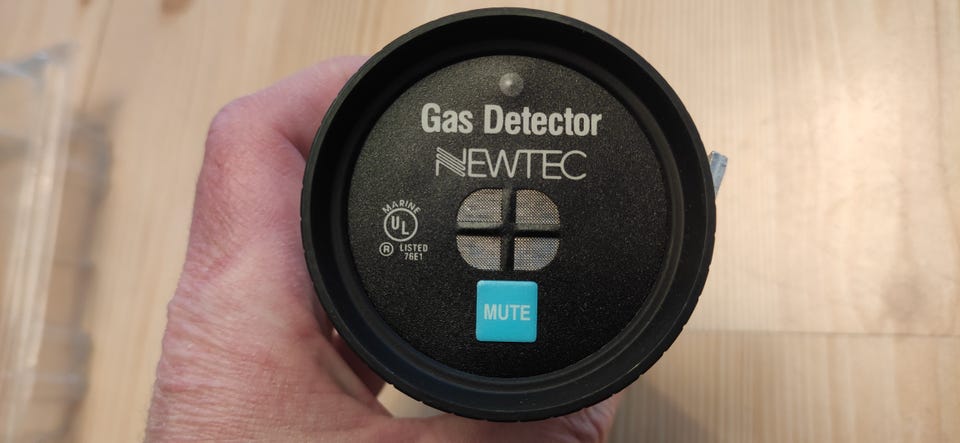 Gas Detector
NEWTEC
MARINE
UL
® LISTED
76E1
MUTE